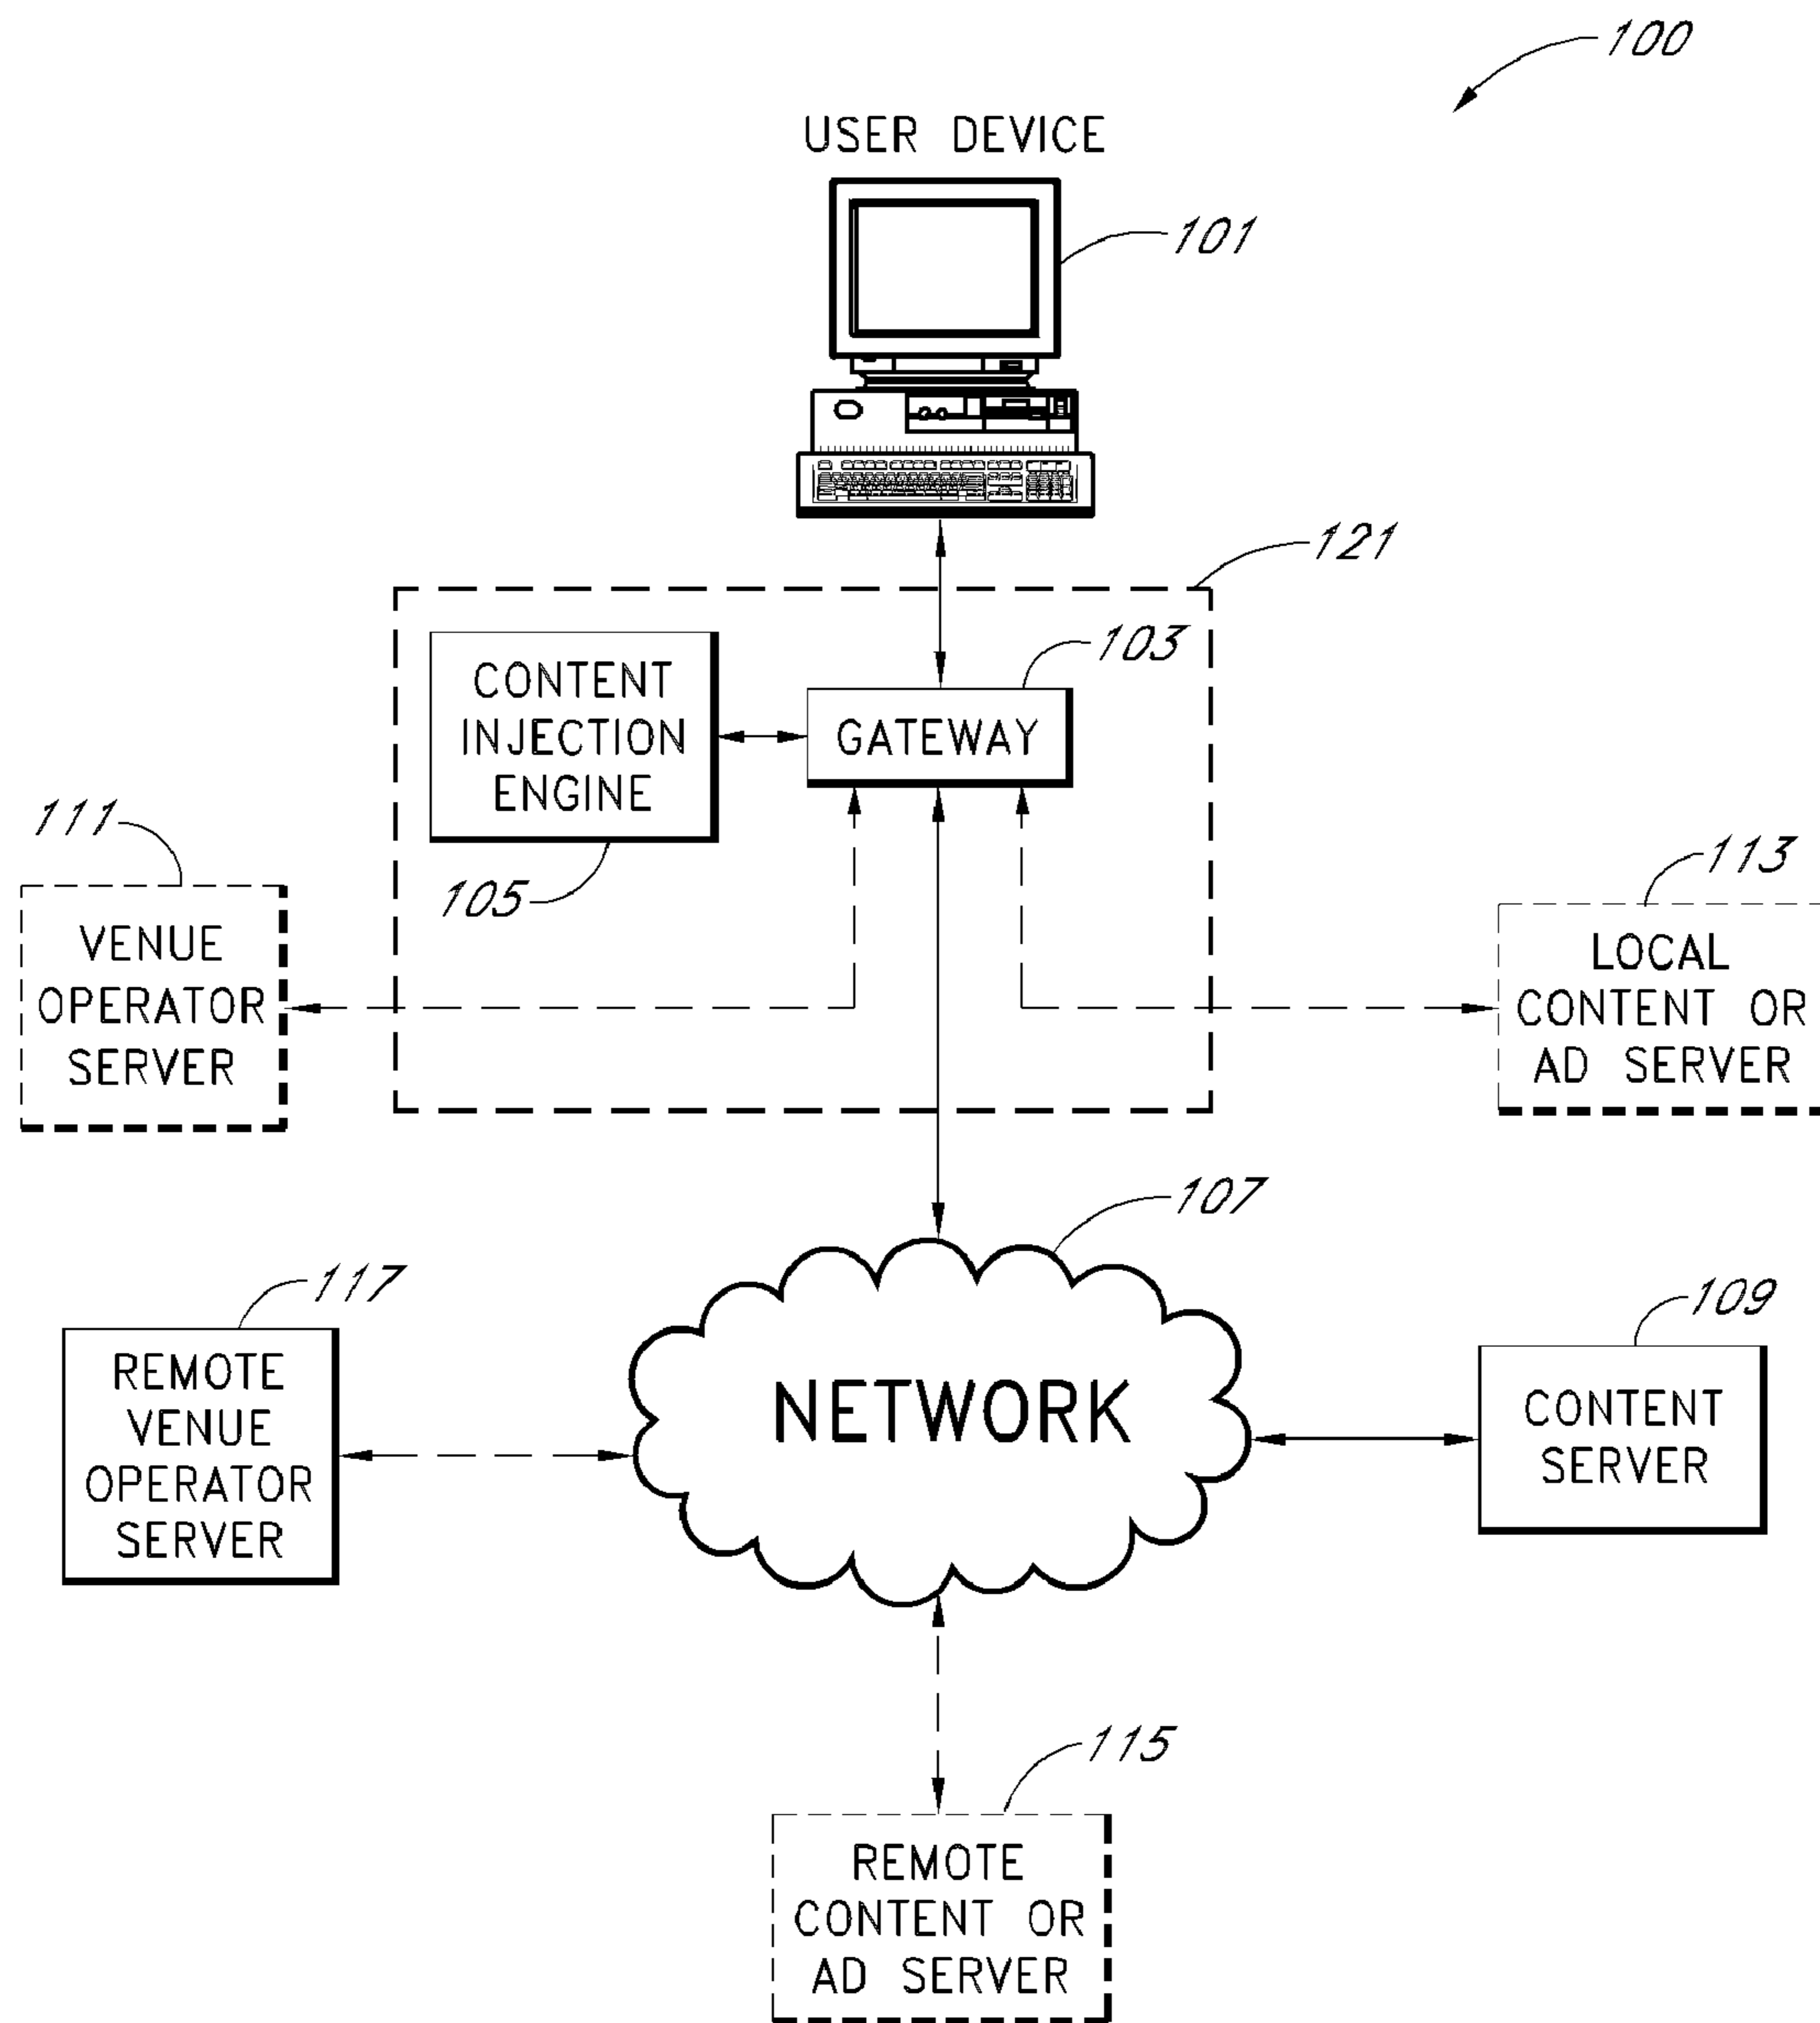 100
USER DEVICE
101
121
103
CONTENT
INJECTION
ENGINE
GATEWAY
105
111
VENUE
OPERATOR
SERVER
113
LOCAL
CONTENT OR
AD SERVER
107
NETWORK
117
REMOTE
VENUE
OPERATOR
SERVER
109
CONTENT
SERVER
115
REMOTE
CONTENT OR
AD SERVER